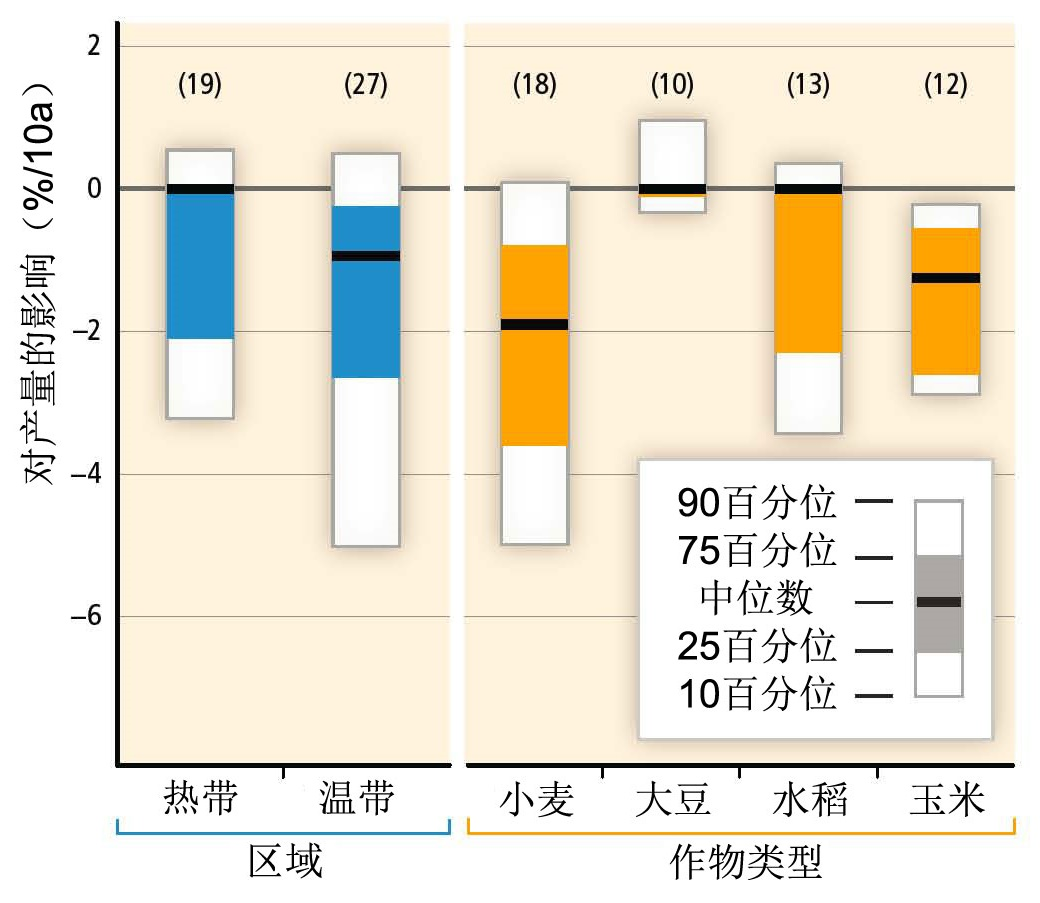 对产量的影响（%/10a）
2
0
–2
–4
–6
(19)
(27)
(18)
(10)
(13)
(12)
90百分位
75百分位
中位数
25百分位
10百分位
热带
温带
小麦
大豆
水稻
玉米
区域
作物类型